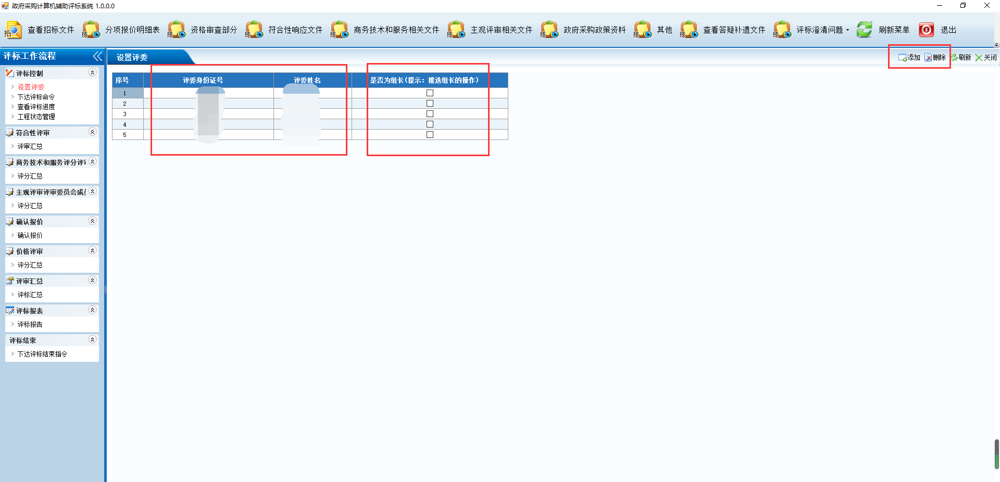 政府采购计算机辅助评标系统 1.0.0.0
招 查看招标文件 技 分项报价明细表 技 资格审查部分 技 符合性响应文件 技 商务技术和服务相关文件 技 主观评审相关文件 技 政府采购政策资料 技 其他 技 查看答疑补遗文件 技 评标澄清问题 刷新菜单 退出
评标工作流程
设置评委
添加 删除 刷新 关闭
评标控制
设置评委
下达评标命令
查看评标进度
工程状态管理
符合性评审
评审汇总
商务技术和服务评分评
评分汇总
主观评审评审委员会成
评分汇总
确认报价
确认报价
价格评审
评分汇总
评审汇总
评标汇总
评标报表
评标报告
评标结束
下达评标结束指令
序号 评委身份证号 评委姓名 是否为组长(提示: 推选组长的操作)
1
2
3
4
5